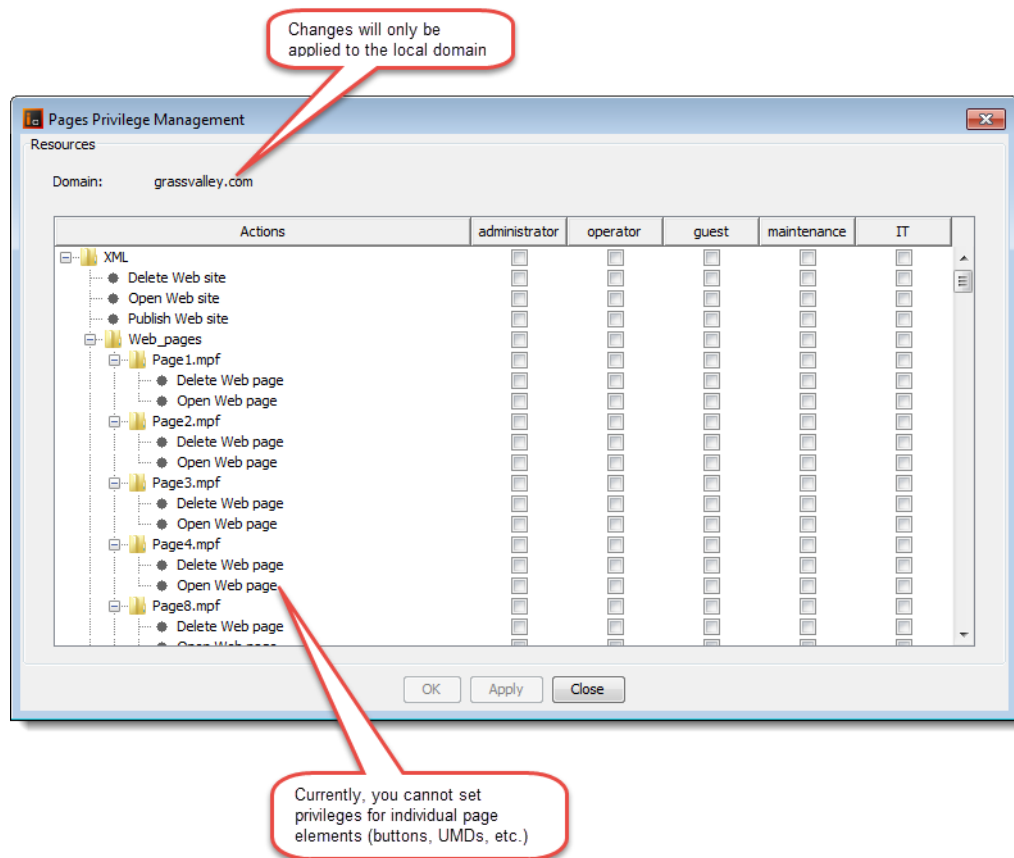 Changes will only be
applied to the local domain
Pages Privilege Management
Resources
Domain: grassvalley.com
Actions administrator operator guest maintenance IT
XML
Delete Web site
Open Web site
Publish Web site
Web_pages
Page1.mpf
Delete Web page
Open Web page
Page2.mpf
Delete Web page
Open Web page
Page3.mpf
Delete Web page
Open Web page
Page4.mpf
Delete Web page
Open Web page
Page8.mpf
Delete Web page
Open Web page
OK Apply Close
Currently, you cannot set
privileges for individual page
elements (buttons, UMDs, etc.)